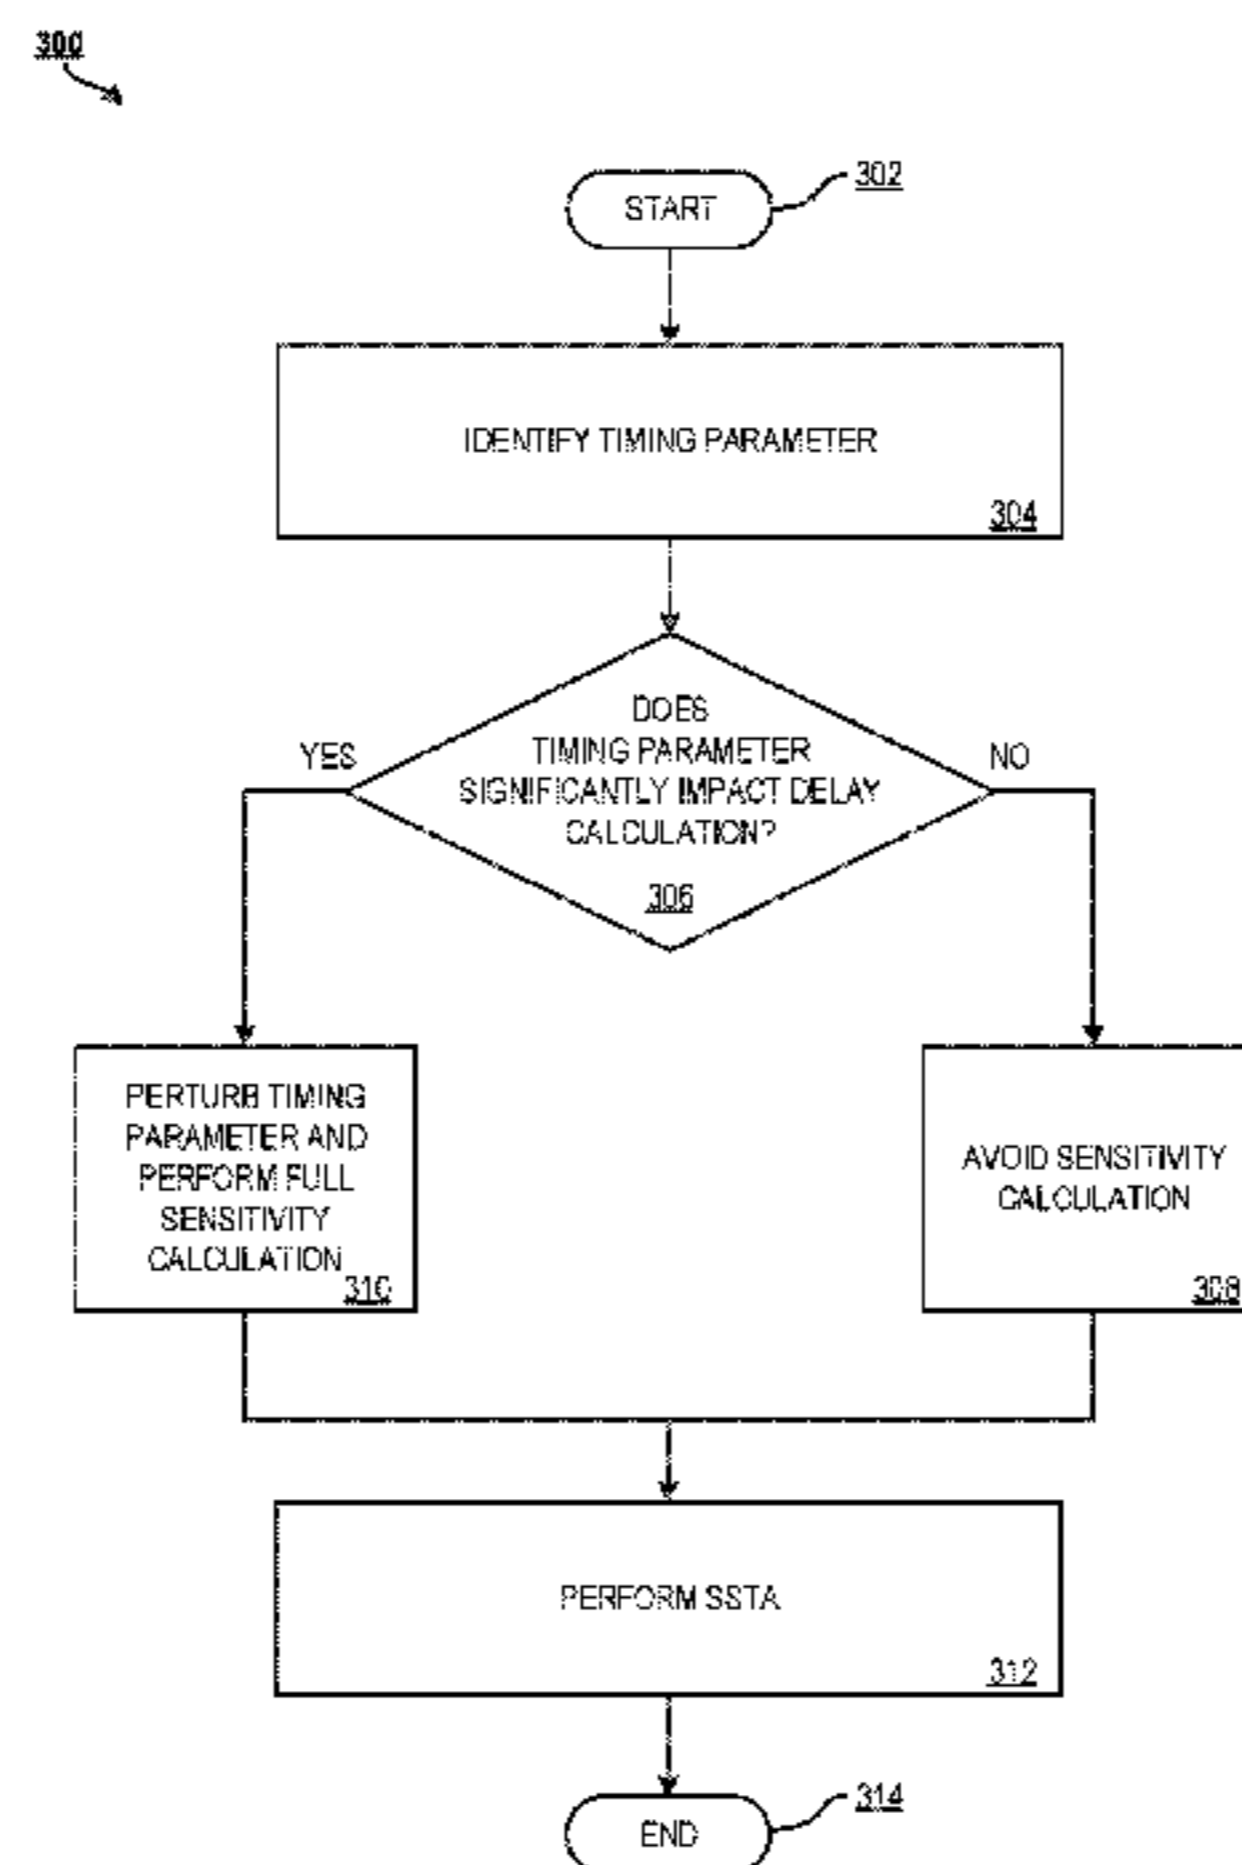 300
START
302
IDENTIFY TIMING PARAMETER
304
DOES
TIMING PARAMETER
SIGNIFICANTLY IMPACT DELAY
CALCULATION?
306
YES
NO
PERTURB TIMING
PARAMETER AND
PERFORM FULL
SENSITIVITY
CALCULATION
310
AVOID SENSITIVITY
CALCULATION
308
PERFORM SSTA
312
END
314